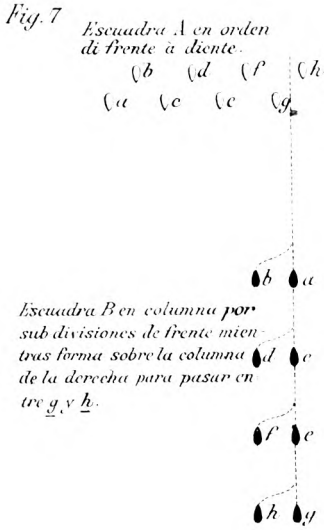 Fig. 7
Escuadra A en orden
di frente à diente.
b d f h
a c e g
b a
Escuadra B en columna por
sub divisiones de frente mien
tras forma sobre la columna
de la derecha para pasar en
tre g y h.
d c
f e
h g